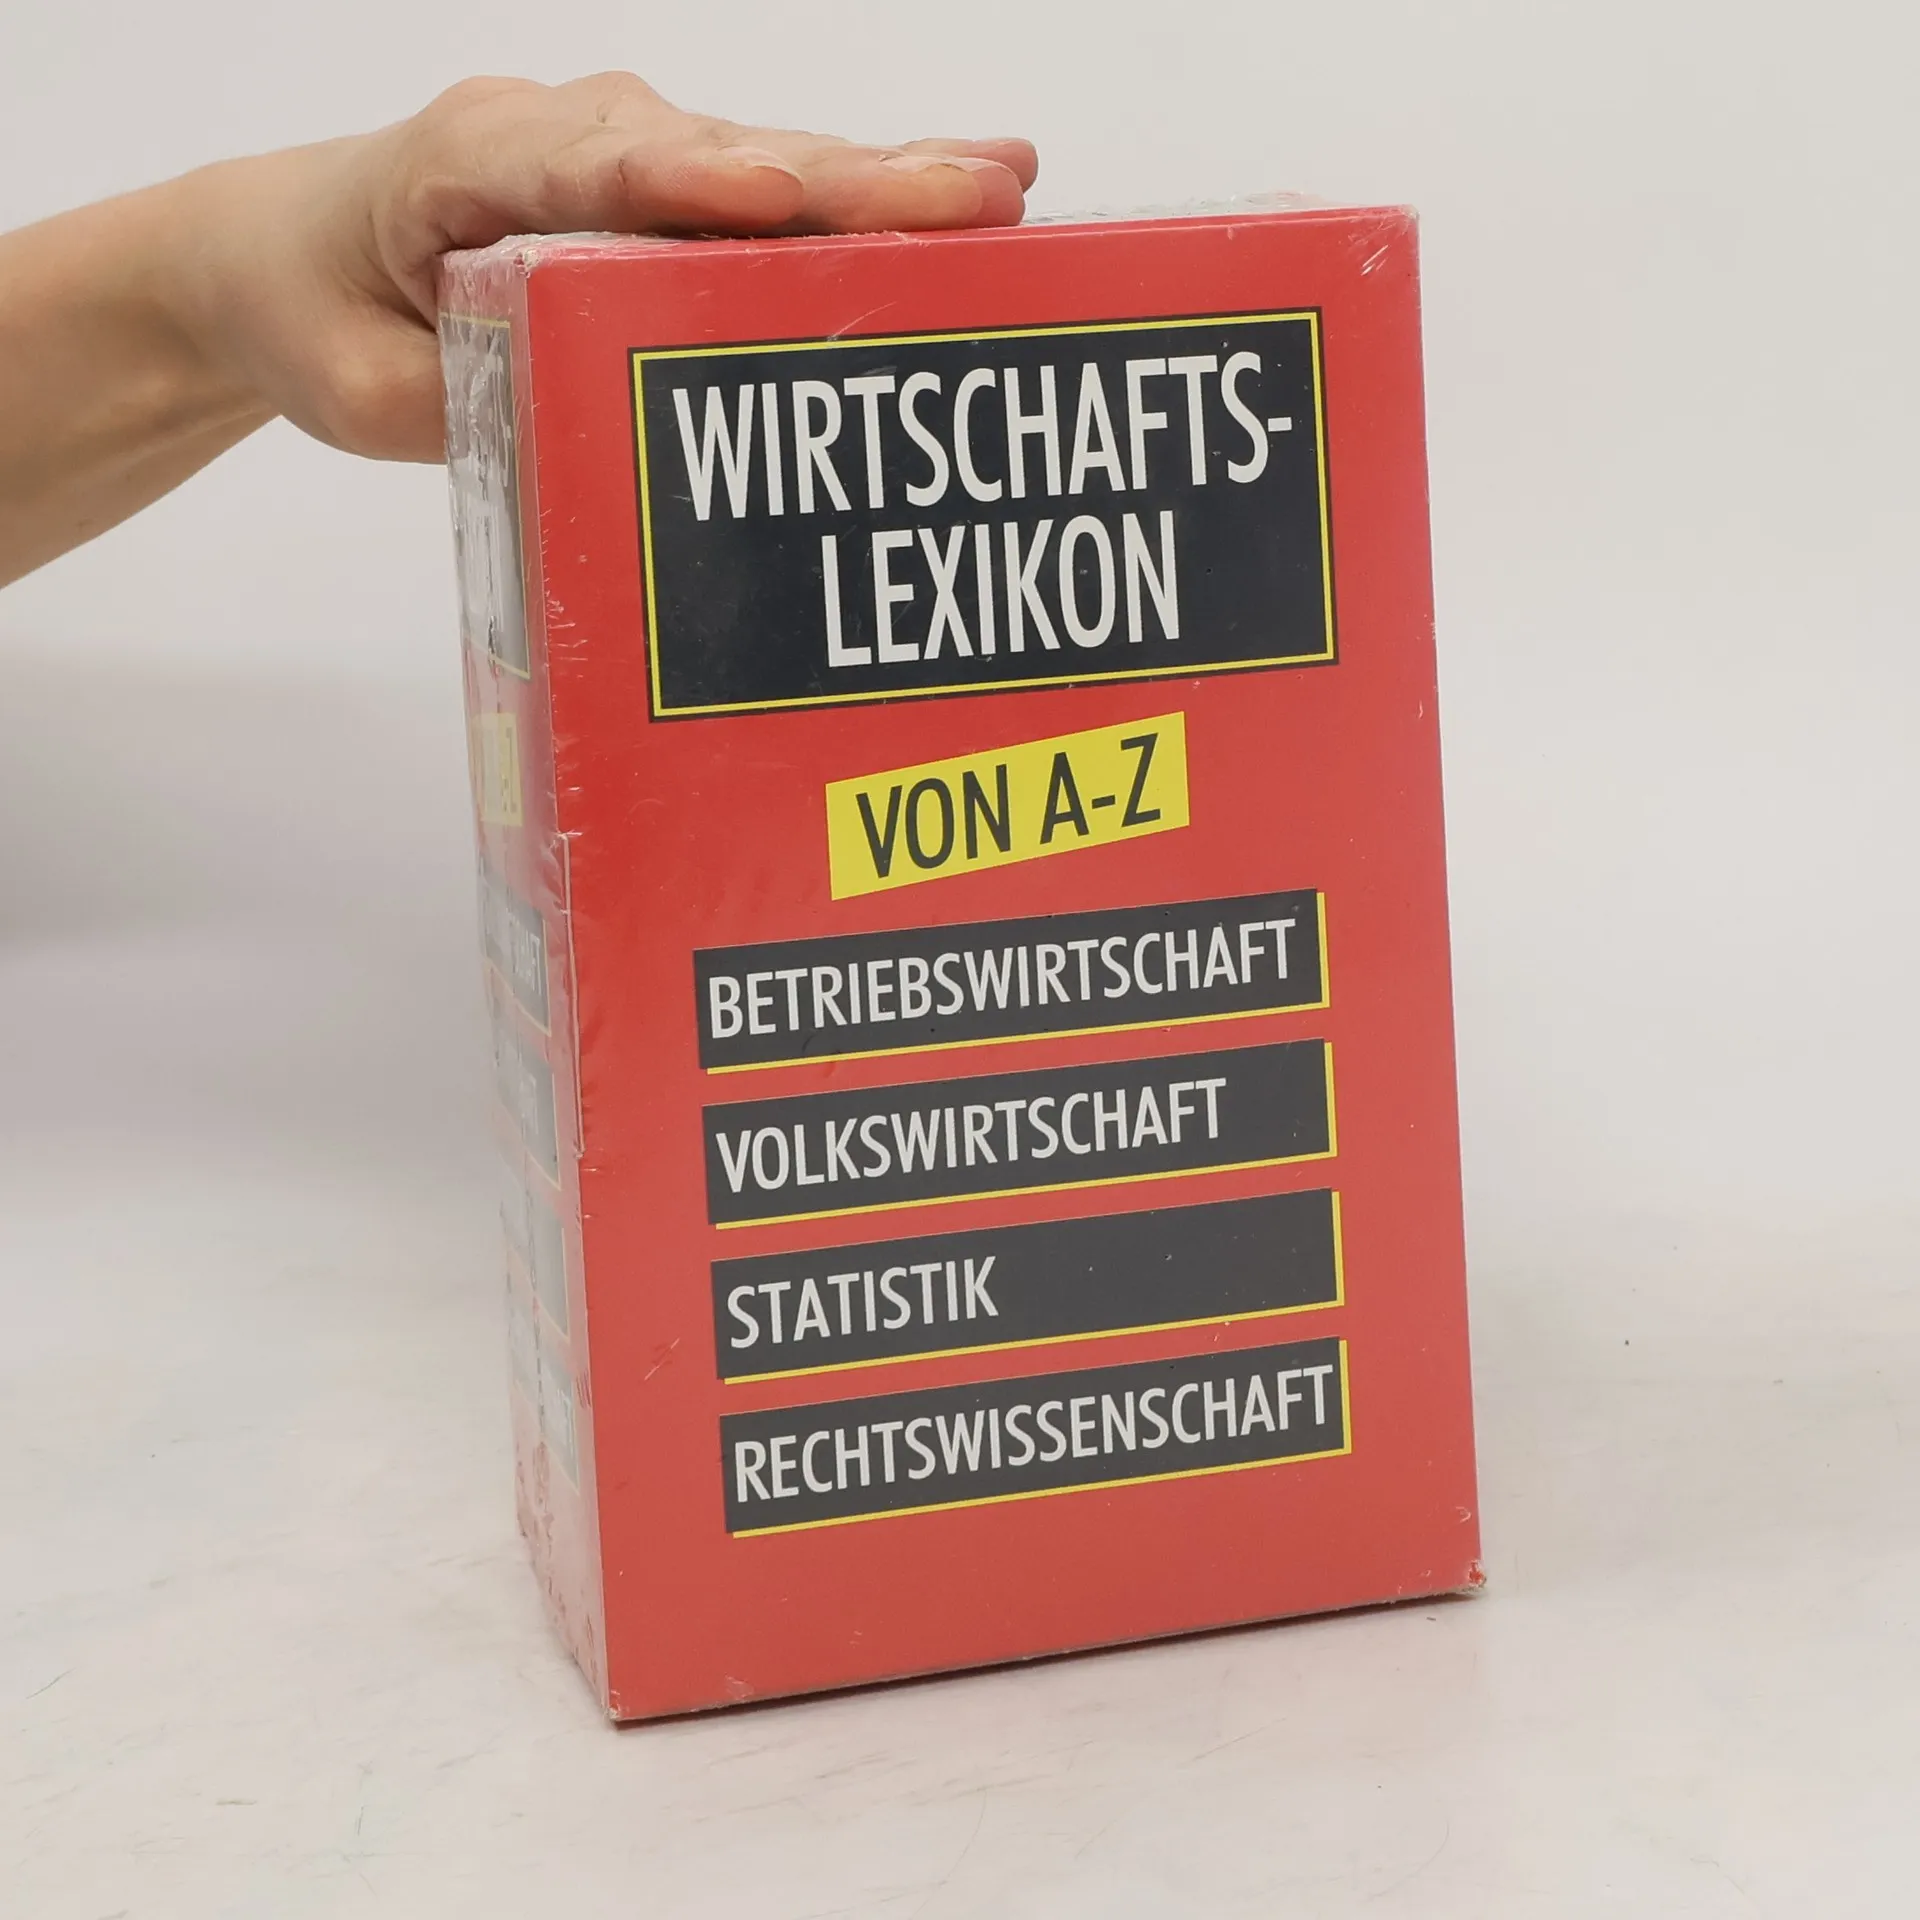 WIRTSCHAFTS-
LEXIKON
VON A-Z
BETRIEBSWIRTSCHAFT
VOLKSWIRTSCHAFT
STATISTIK
RECHTSWISSENSCHAFT